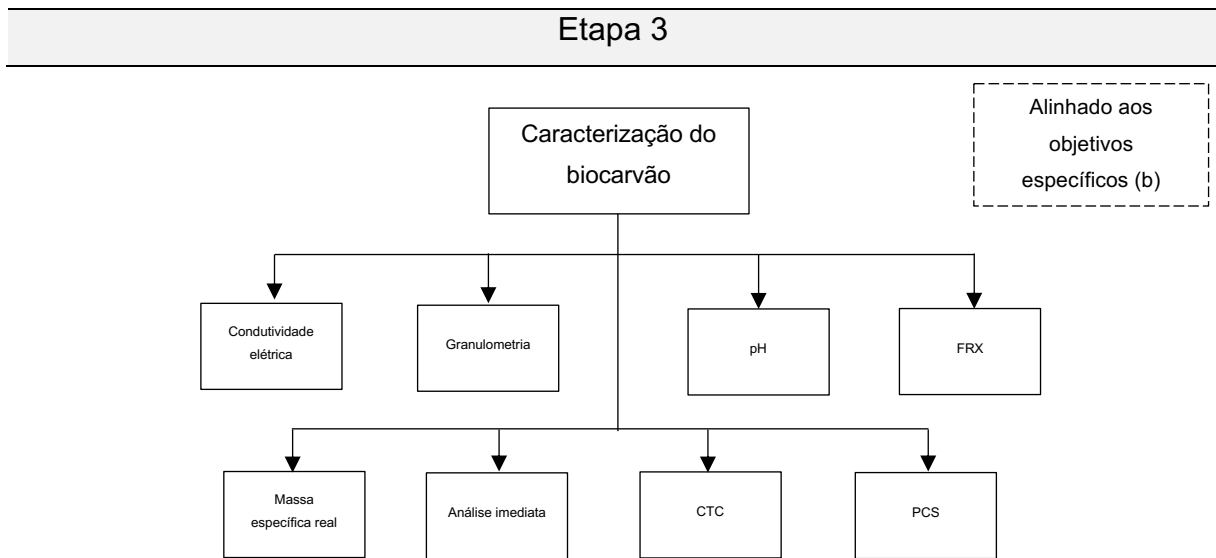 Etapa 3
Alinhado aos
objetivos
específicos (b)
Caracterização do
biocarvão
Condutividade
elétrica
Granulometria
pH
FRX
Massa
específica real
Análise imediata
CTC
PCS